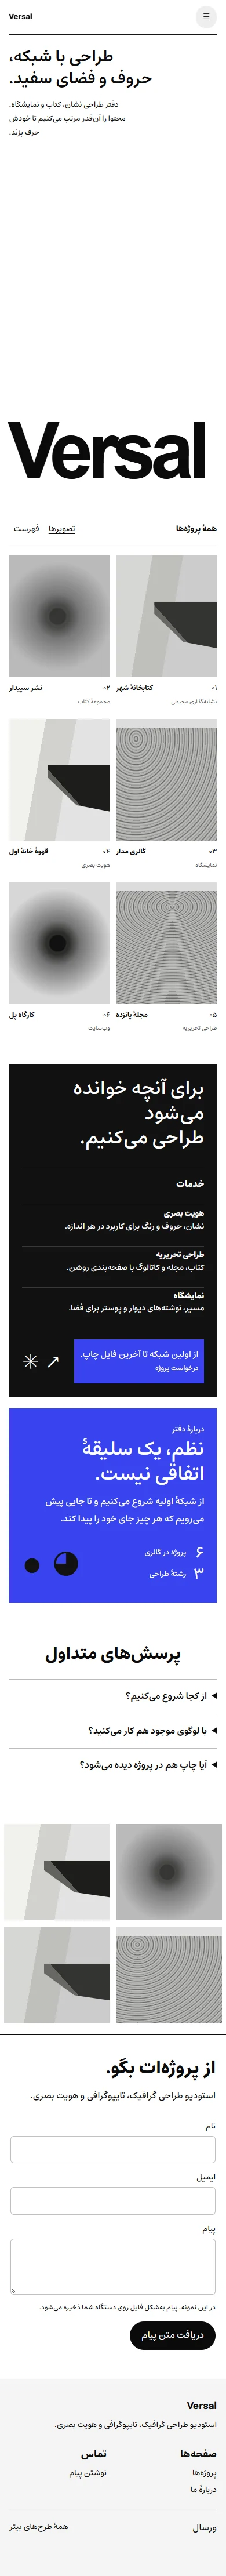 Versal
☰
طراحی با شبکه،
حروف و فضای سفید.
دفتر طراحی نشان، کتاب و نمایشگاه.
محتوا را آن‌قدر مرتب می‌کنیم تا خودش
حرف بزند.
Versal
همهٔ پروژه‌ها
تصویرها
فهرست
۰۱
کتابخانهٔ شهر
نشانه‌گذاری محیطی
۰۲
نشر سپیدار
مجموعهٔ کتاب
۰۳
گالری مدار
نمایشگاه
۰۴
قهوهٔ خانهٔ اول
هویت بصری
۰۵
مجلهٔ پانزده
طراحی تحریریه
۰۶
کارگاه پل
وب‌سایت
برای آنچه خوانده
می‌شود
طراحی می‌کنیم.
خدمات
هویت بصری
نشان، حروف و رنگ برای کاربرد در هر اندازه.
طراحی تحریریه
کتاب، مجله و کاتالوگ با صفحه‌بندی روشن.
نمایشگاه
مسیر، نوشته‌های دیوار و پوستر برای فضا.
از اولین شبکه تا آخرین فایل چاپ.
درخواست پروژه
دربارهٔ دفتر
نظم، یک سلیقهٔ
اتفاقی نیست.
از شبکهٔ اولیه شروع می‌کنیم و تا جایی پیش
می‌رویم که هر چیز جای خود را پیدا کند.
۶ پروژه در گالری
۳ رشتهٔ طراحی
پرسش‌های متداول
از کجا شروع می‌کنیم؟
با لوگوی موجود هم کار می‌کنید؟
آیا چاپ هم در پروژه دیده می‌شود؟
از پروژه‌ات بگو.
استودیو طراحی گرافیک، تایپوگرافی و هویت بصری.
نام
ایمیل
پیام
در این نمونه، پیام به‌شکل فایل روی دستگاه شما ذخیره می‌شود.
دریافت متن پیام
Versal
استودیو طراحی گرافیک، تایپوگرافی و هویت بصری.
صفحه‌ها
پروژه‌ها
دربارهٔ ما
تماس
نوشتن پیام
ورسال
همهٔ طرح‌های بیتر